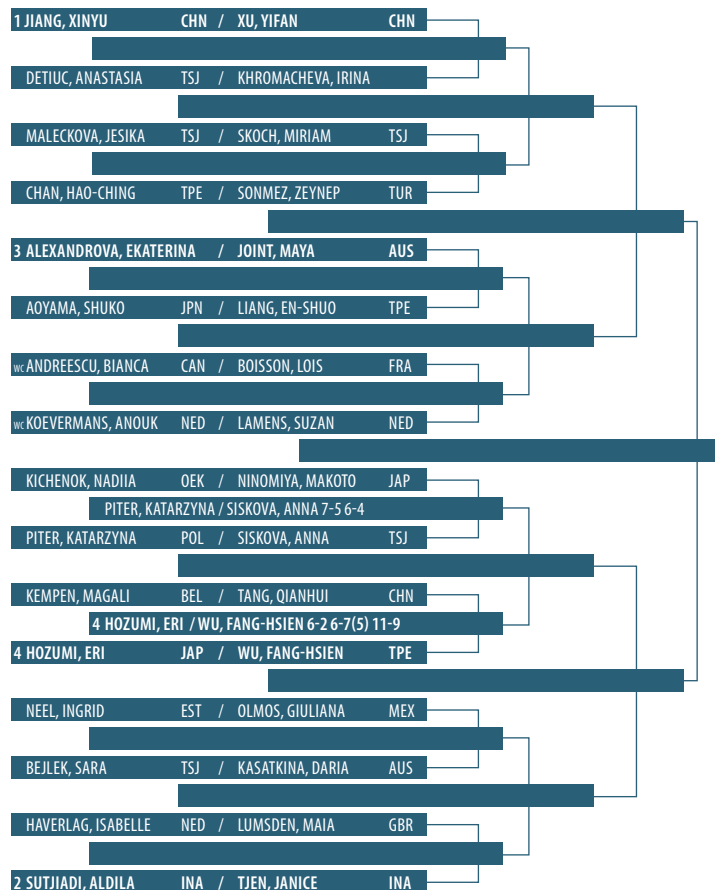 1 JIANG, XINYU CHN / XU, YIFAN CHN
DETIUC, ANASTASIA TSJ / KHROMACHEVA, IRINA
MALECKOVA, JESIKA TSJ / SKOCH, MIRIAM TSJ
CHAN, HAO-CHING TPE / SONMEZ, ZEYNEP TUR
3 ALEXANDROVA, EKATERINA / JOINT, MAYA AUS
AOYAMA, SHUKO JPN / LIANG, EN-SHUO TPE
WC ANDREESCU, BIANCA CAN / BOISSON, LOIS FRA
WC KOEVERMANS, ANOUK NED / LAMENS, SUZAN NED
KICHENOK, NADIIA OEK / NINOMIYA, MAKOTO JAP
PITER, KATARZYNA / SISKOVA, ANNA 7-5 6-4
PITER, KATARZYNA POL / SISKOVA, ANNA TSJ
KEMPEN, MAGALI BEL / TANG, QIANHUI CHN
4 HOZUMI, ERI / WU, FANG-HSIEN 6-2 6-7(5) 11-9
4 HOZUMI, ERI JAP / WU, FANG-HSIEN TPE
NEEL, INGRID EST / OLMOS, GIULIANA MEX
BEJLEK, SARA TSJ / KASATKINA, DARIA AUS
HAVERLAG, ISABELLE NED / LUMSDEN, MAIA GBR
2 SUTJIADI, ALDILA INA / TJEN, JANICE INA